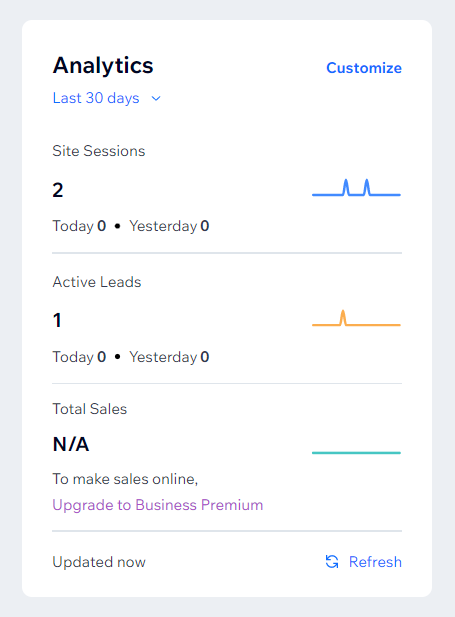 Analytics
Customize
Last 30 days
Site Sessions
2
Today 0 • Yesterday 0
Active Leads
1
Today 0 • Yesterday 0
Total Sales
N/A
To make sales online,
Upgrade to Business Premium
Updated now
Refresh